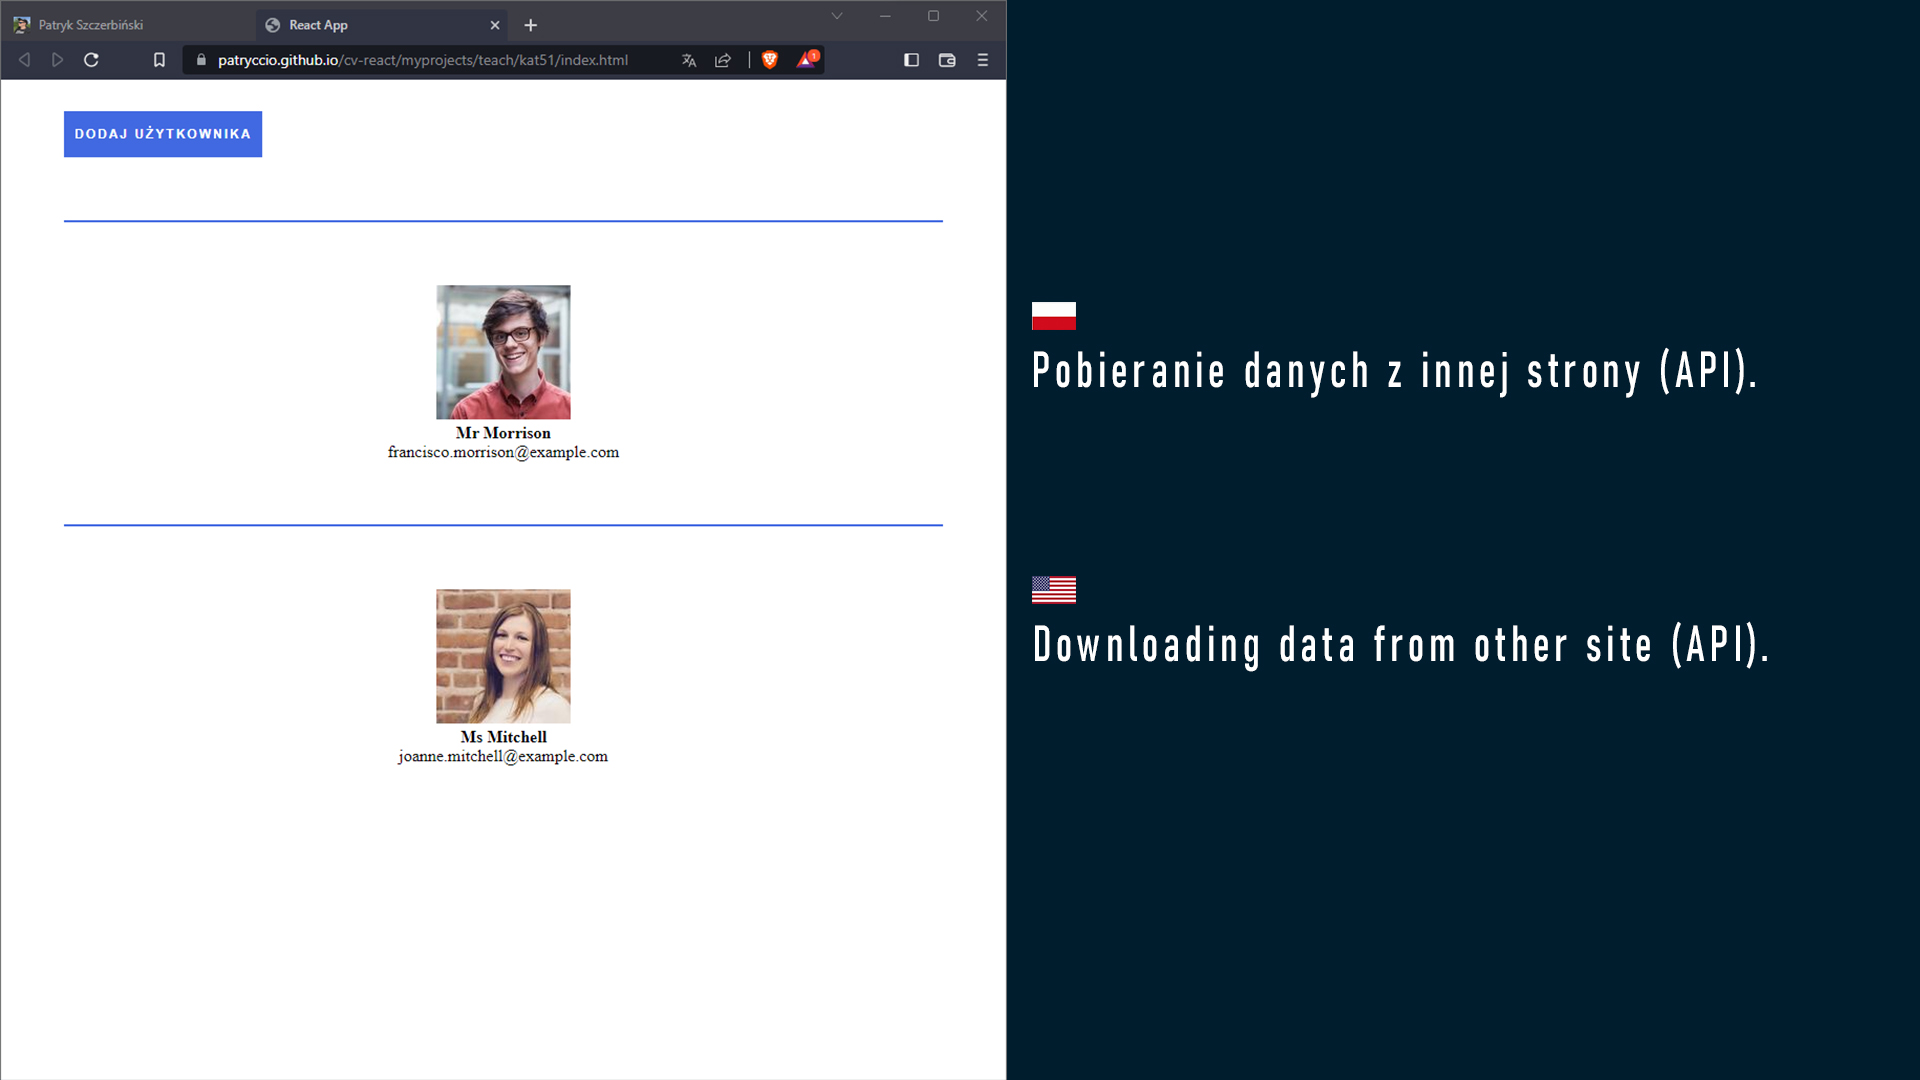 Patryk Szczerbiński
React App
patryccio.github.io/cv-react/myprojects/teach/kat51/index.html
1
DODAJ UŻYTKOWNIKA
Mr Morrison
francisco.morrison@example.com
Ms Mitchell
joanne.mitchell@example.com
Pobieranie danych z innej strony (API).
Downloading data from other site (API).